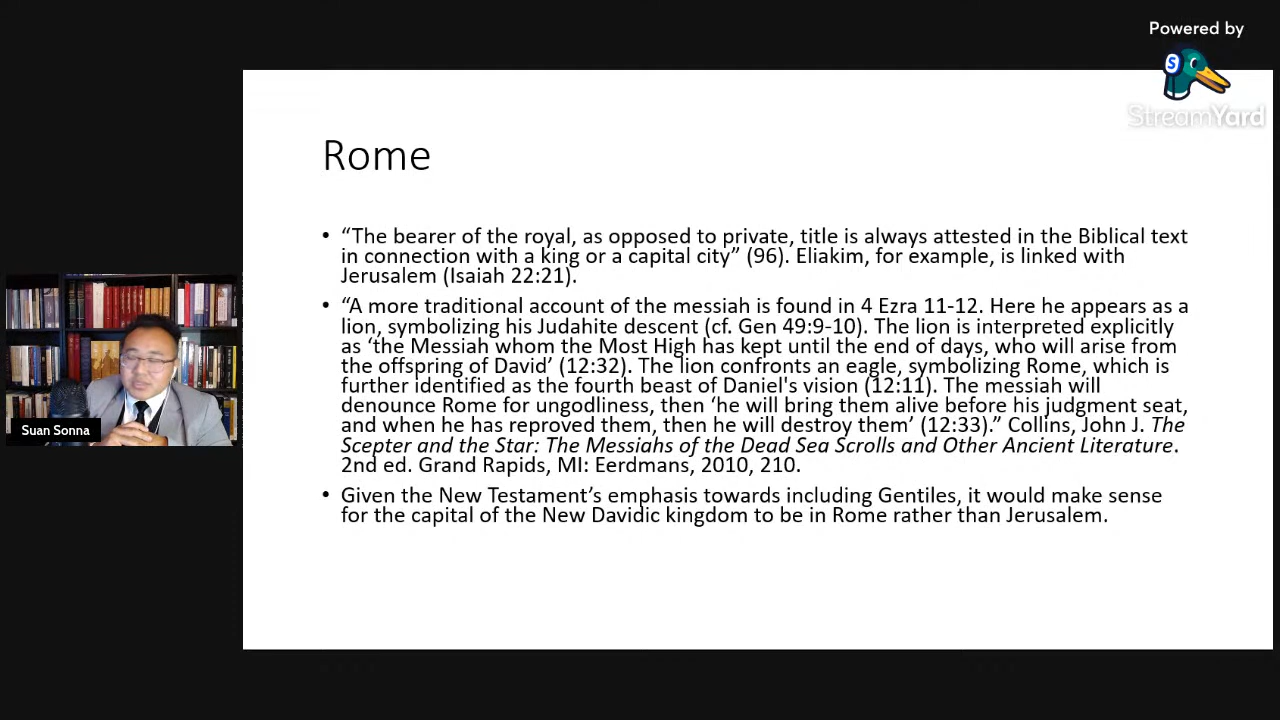 Powered by
S
StreamYard
Rome
• “The bearer of the royal, as opposed to private, title is always attested in the Biblical text
in connection with a king or a capital city” (96). Eliakim, for example, is linked with
Jerusalem (Isaiah 22:21).
• “A more traditional account of the messiah is found in 4 Ezra 11-12. Here he appears as a
lion, symbolizing his Judahite descent (cf. Gen 49:9-10). The lion is interpreted explicitly
as ‘the Messiah whom the Most High has kept until the end of days, who will arise from
the offspring of David’ (12:32). The lion confronts an eagle, symbolizing Rome, which is
further identified as the fourth beast of Daniel's vision (12:11). The messiah will
denounce Rome for ungodliness, then ‘he will bring them alive before his judgment seat,
and when he has reproved them, then he will destroy them’ (12:33).” Collins, John J. The
Scepter and the Star: The Messiahs of the Dead Sea Scrolls and Other Ancient Literature.
2nd ed. Grand Rapids, MI: Eerdmans, 2010, 210.
• Given the New Testament’s emphasis towards including Gentiles, it would make sense
for the capital of the New Davidic kingdom to be in Rome rather than Jerusalem.
Suan Sonna